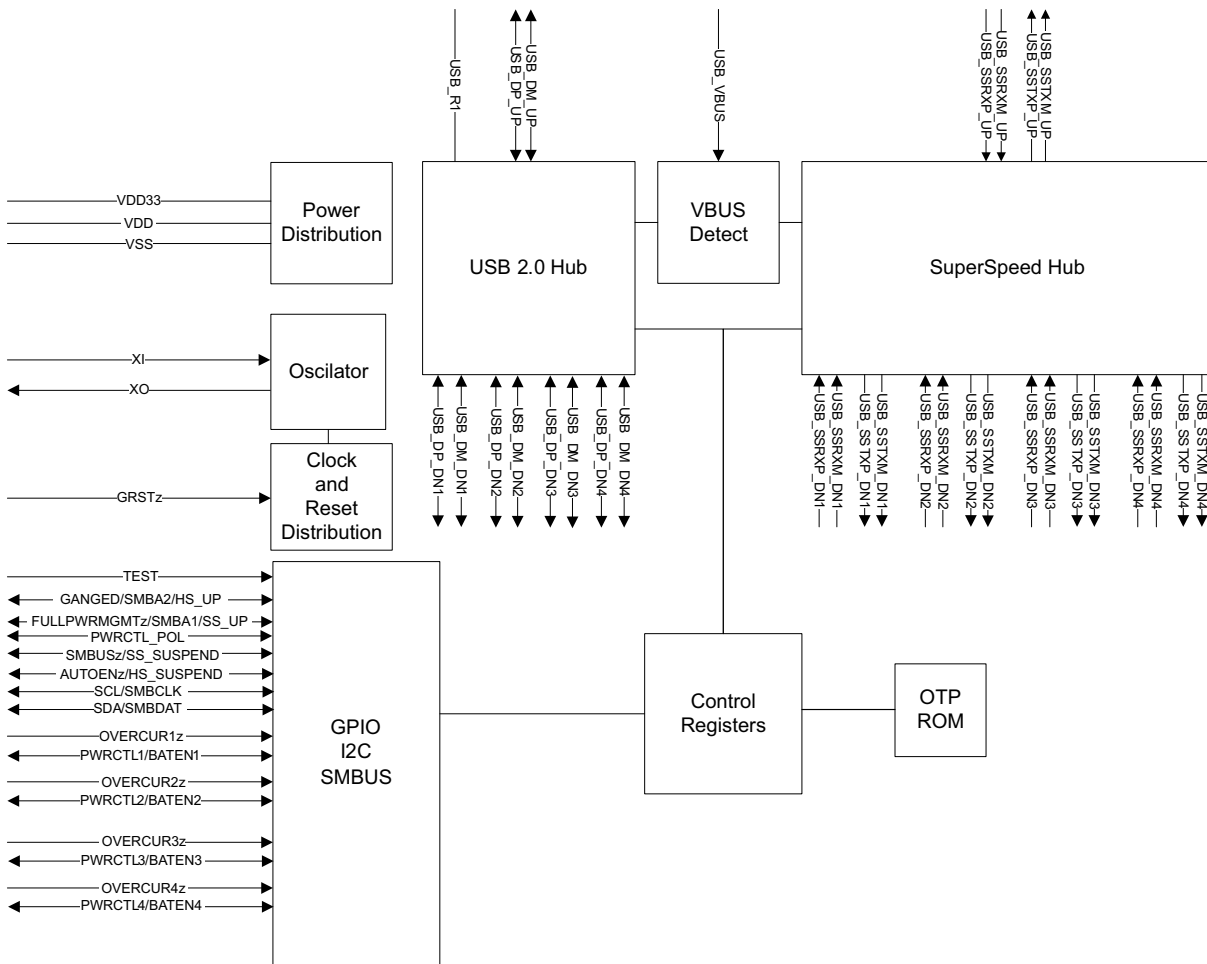 USB_R1
USB_DP_UP
USB_DM_UP
USB_VBUS
USB_SSRXP_UP
USB_SSRXM_UP
USB_SSTXP_UP
USB_SSTXM_UP
VDD33
VDD
VSS
Power
Distribution
USB 2.0 Hub
VBUS
Detect
SuperSpeed Hub
XI
XO
Oscilator
GRSTz
Clock
and
Reset
Distribution
USB_DP_DN1
USB_DM_DN1
USB_DP_DN2
USB_DM_DN2
USB_DP_DN3
USB_DM_DN3
USB_DP_DN4
USB_DM_DN4
USB_SSRXP_DN1
USB_SSRXM_DN1
USB_SSTXP_DN1
USB_SSTXM_DN1
USB_SSRXP_DN2
USB_SSRXM_DN2
USB_SSTXP_DN2
USB_SSTXM_DN2
USB_SSRXP_DN3
USB_SSRXM_DN3
USB_SSTXP_DN3
USB_SSTXM_DN3
USB_SSRXP_DN4
USB_SSRXM_DN4
USB_SSTXP_DN4
USB_SSTXM_DN4
TEST
GANGED/SMBA2/HS_UP
FULLPWRMGMTz/SMBA1/SS_UP
PWRCTL_POL
SMBUSz/SS_SUSPEND
AUTOENz/HS_SUSPEND
SCL/SMBCLK
SDA/SMBDAT
OVERCUR1z
PWRCTL1/BATEN1
OVERCUR2z
PWRCTL2/BATEN2
OVERCUR3z
PWRCTL3/BATEN3
OVERCUR4z
PWRCTL4/BATEN4
GPIO
I2C
SMBUS
Control
Registers
OTP
ROM